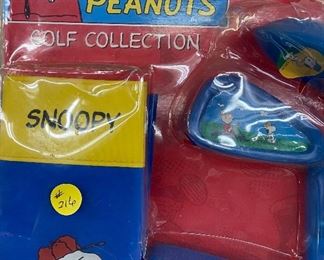 PEANUTS
GOLF COLLECTION
SNOOPY
# 216